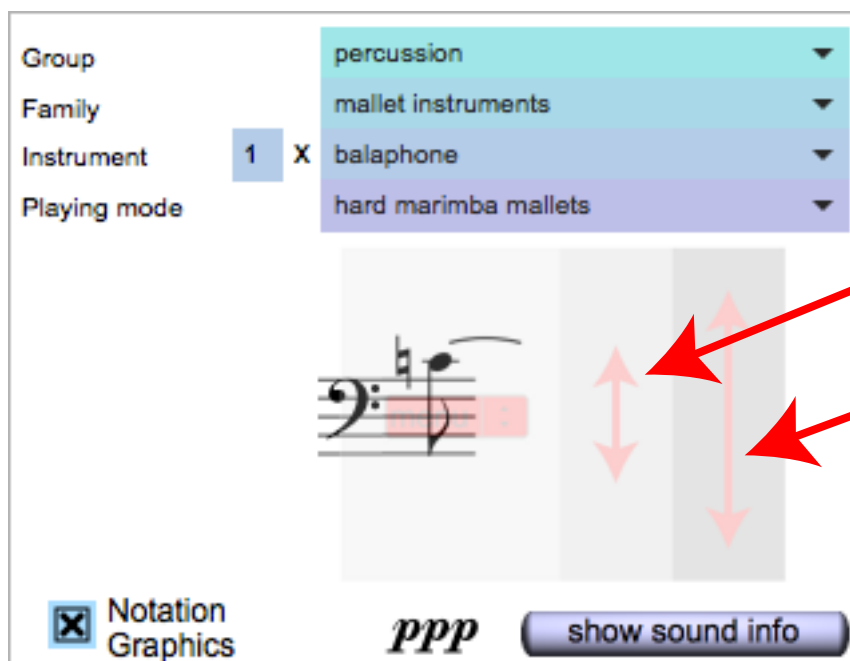 Group percussion
Family mallet instruments
Instrument 1 X balaphone
Playing mode hard marimba mallets
Notation
Graphics
ppp
show sound info